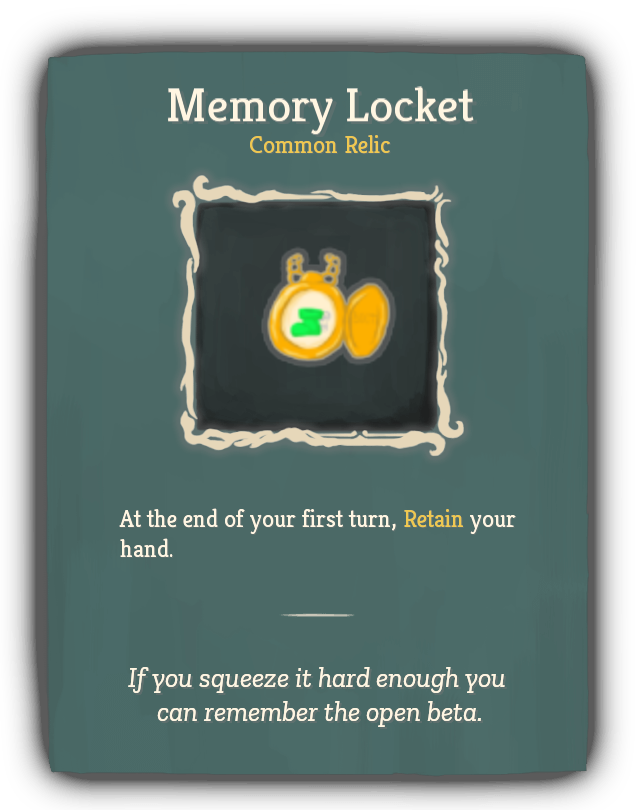 Memory Locket
Common Relic
At the end of your first turn, Retain your
hand.
If you squeeze it hard enough you
can remember the open beta.